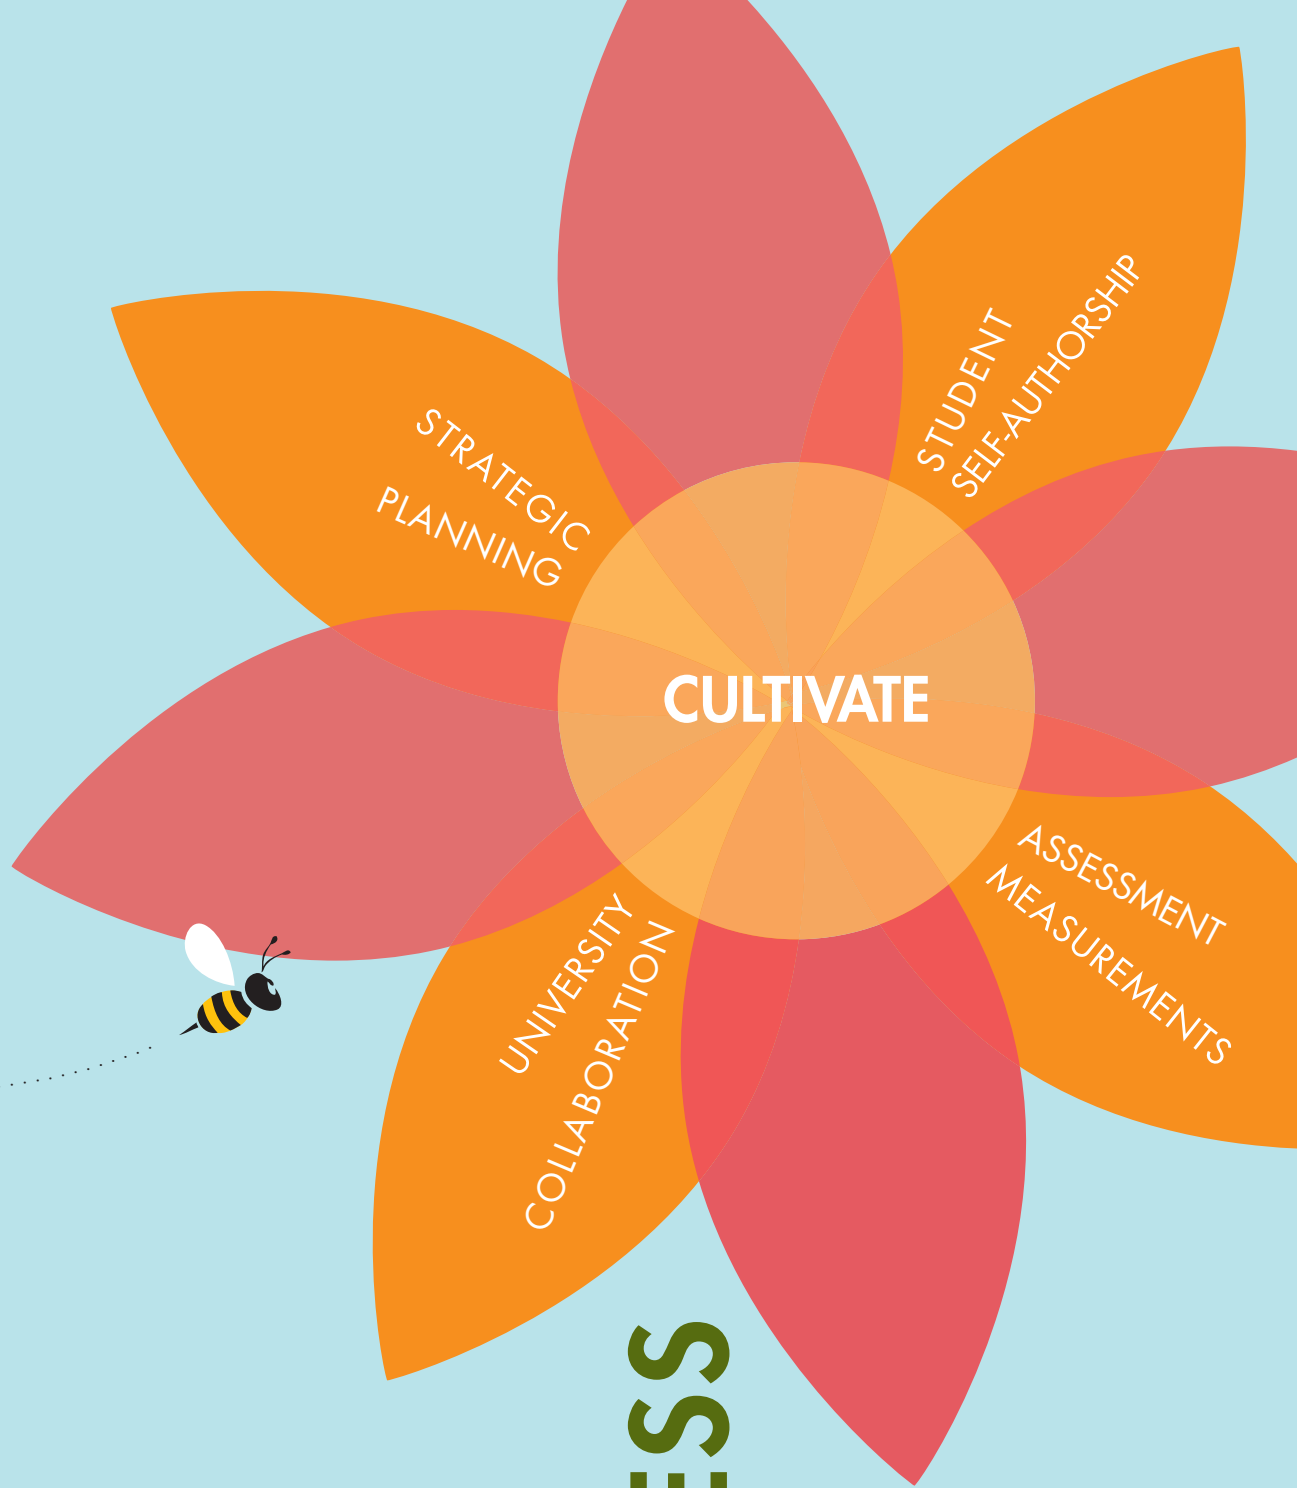 STUDENT
SELF-AUTHORSHIP
STRATEGIC
PLANNING
CULTIVATE
ASSESSMENT
MEASUREMENTS
UNIVERSITY
COLLABORATION
ESS